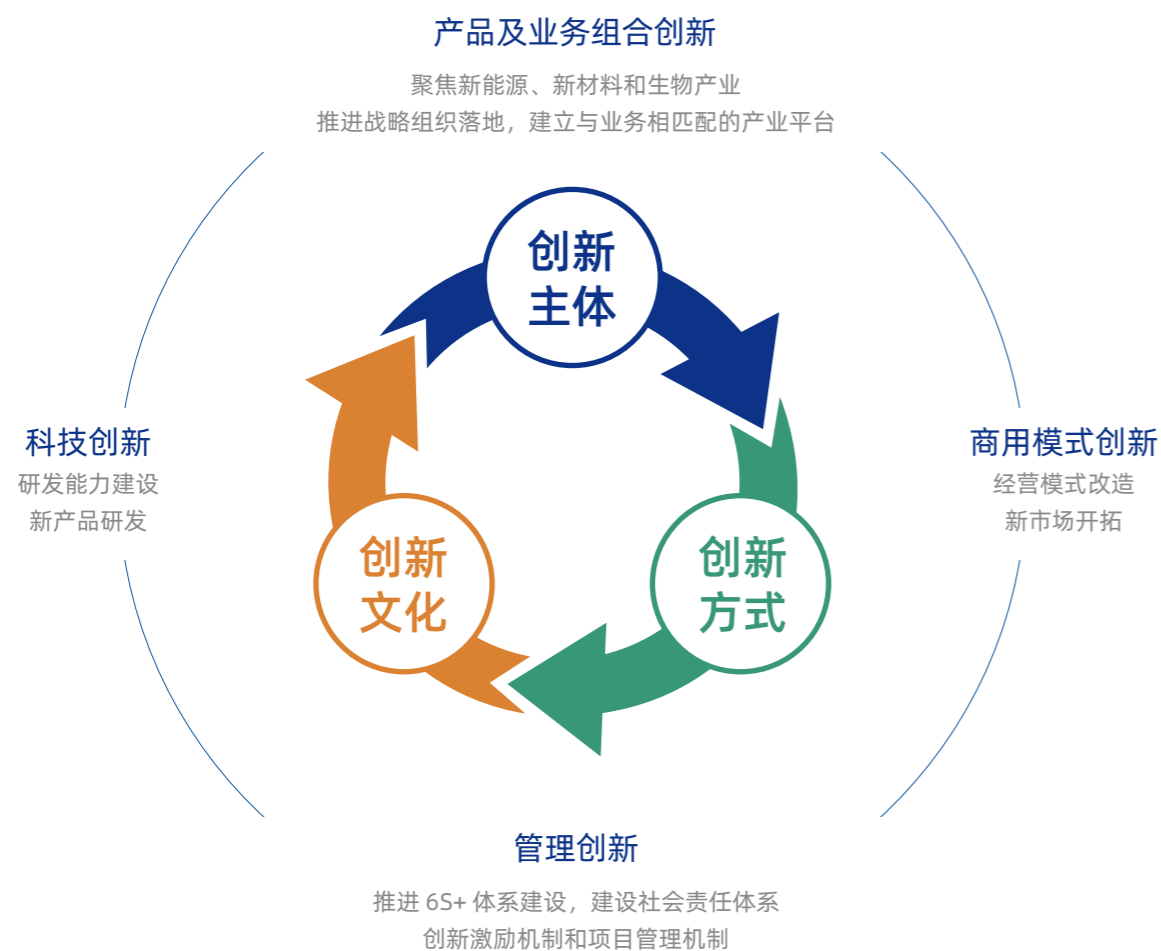 产品及业务组合创新
聚焦新能源、新材料和生物产业
推进战略组织落地，建立与业务相匹配的产业平台
创新
主体
科技创新
研发能力建设
新产品研发
商用模式创新
经营模式改造
新市场开拓
创新
文化
创新
方式
管理创新
推进 6S+ 体系建设，建设社会责任体系
创新激励机制和项目管理机制